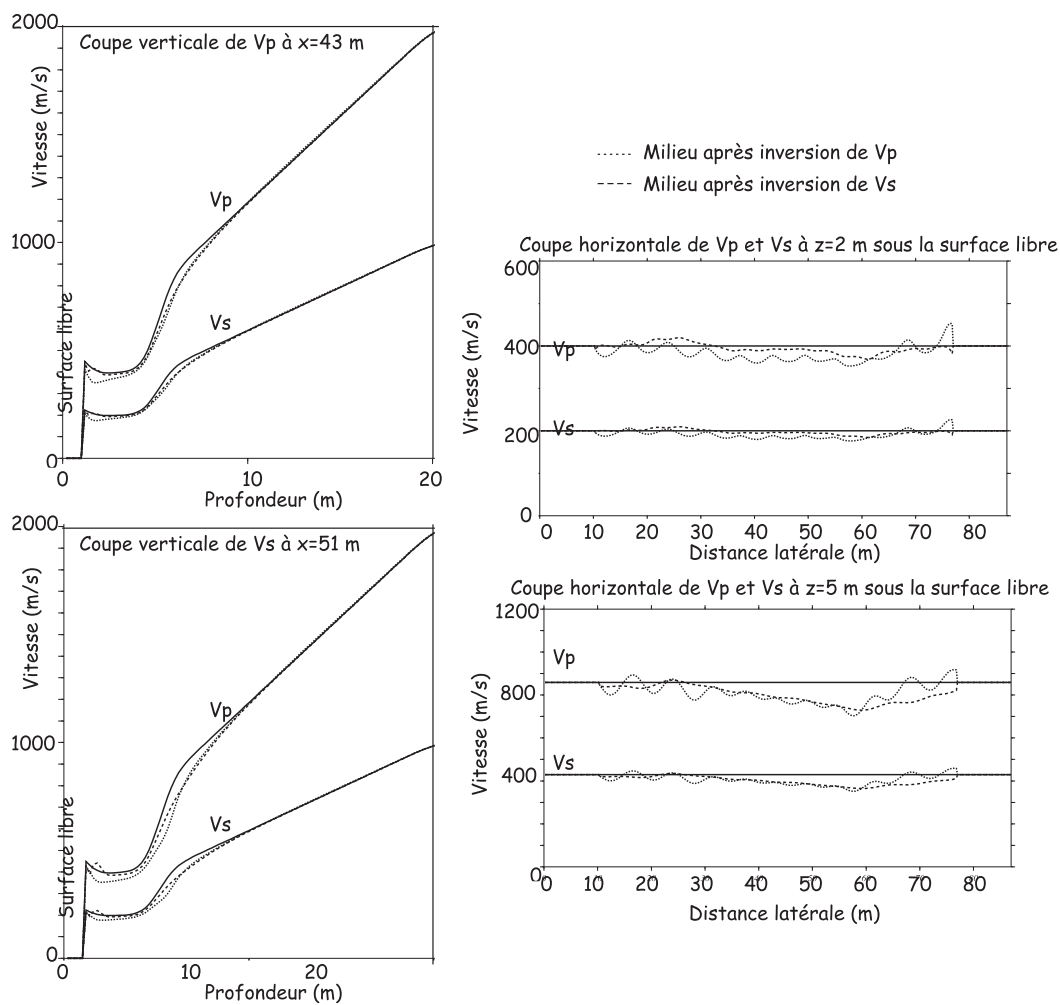 2000
Coupe verticale de Vp à x=43 m
Vitesse (m/s)
Vp
1000
Vs
Surface libre
0
0 10 20
Profondeur (m)
2000
Coupe verticale de Vs à x=51 m
Vitesse (m/s)
Vp
1000
Vs
Surface libre
0
0 10 20
Profondeur (m)
Milieu après inversion de Vp
Milieu après inversion de Vs
Coupe horizontale de Vp et Vs à z=2 m sous la surface libre
600
Vitesse (m/s)
400
Vp
200
Vs
0
0 10 20 30 40 50 60 70 80
Distance latérale (m)
Coupe horizontale de Vp et Vs à z=5 m sous la surface libre
1200
Vp
800
Vitesse (m/s)
Vs
400
0
0 10 20 30 40 50 60 70 80
Distance latérale (m)